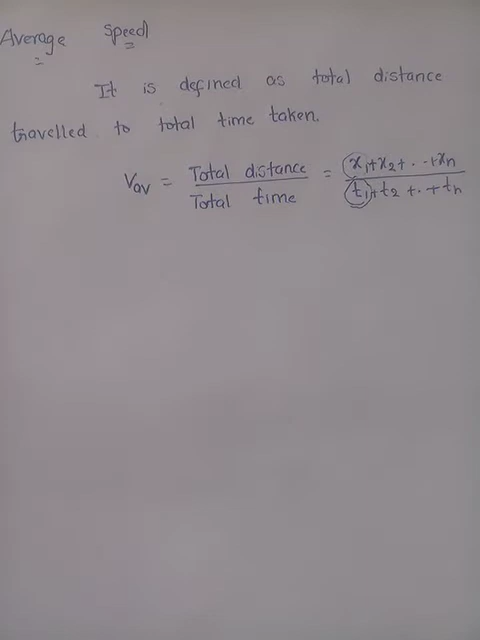 Average speed
It is defined as total distance
travelled to total time taken.
Vav = Total distance / Total time = x1+x2+..+xn / t1+t2+.+tn